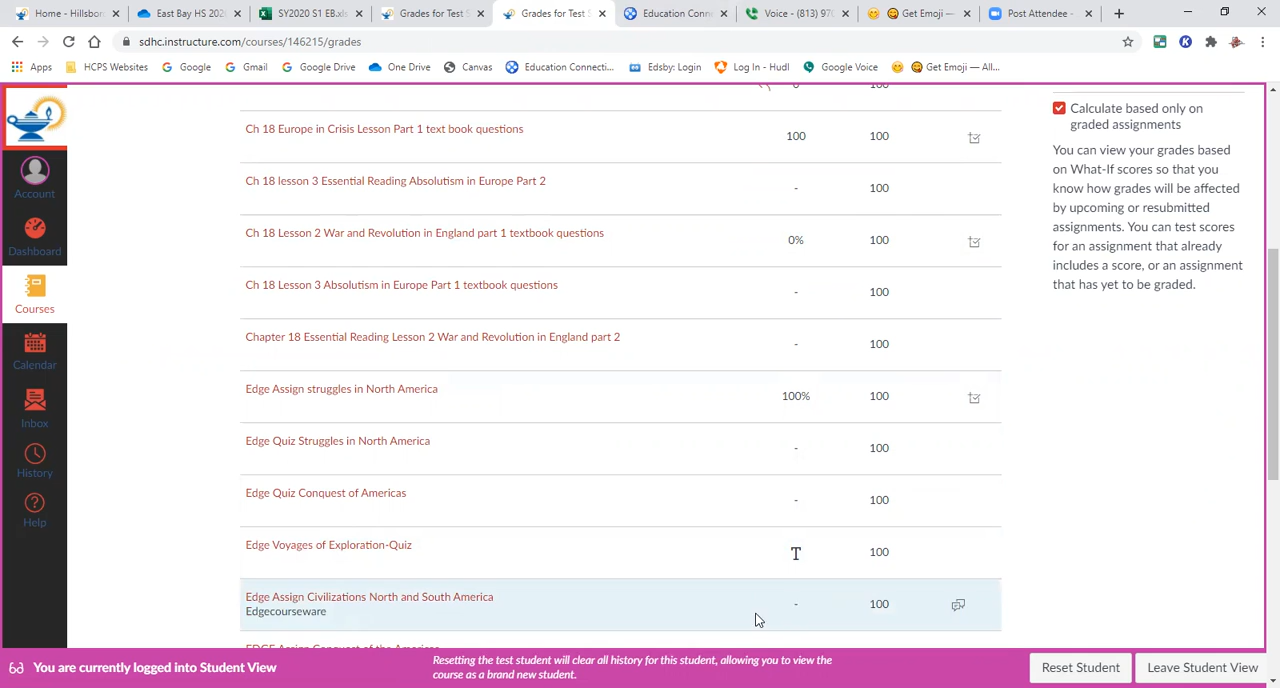 Home - Hillsbor
East Bay HS 202
SY2020 S1 EB.xls
Grades for Test S
Grades for Test S
Education Conne
Voice - (813) 970
Get Emoji —
Post Attendee -
sdhc.instructure.com/courses/146215/grades
Apps
HCPS Websites
Google
Gmail
Google Drive
One Drive
Canvas
Education Connecti...
Edsby: Login
Log In - Hudl
Google Voice
Get Emoji — All...
Account
Dashboard
Courses
Calendar
Inbox
History
Help
Ch 18 Europe in Crisis Lesson Part 1 text book questions 100 100
Ch 18 lesson 3 Essential Reading Absolutism in Europe Part 2 - 100
Ch 18 Lesson 2 War and Revolution in England part 1 textbook questions 0% 100
Ch 18 Lesson 3 Absolutism in Europe Part 1 textbook questions - 100
Chapter 18 Essential Reading Lesson 2 War and Revolution in England part 2 - 100
Edge Assign struggles in North America 100% 100
Edge Quiz Struggles in North America - 100
Edge Quiz Conquest of Americas - 100
Edge Voyages of Exploration-Quiz T 100
Edge Assign Civilizations North and South America - 100
Edgecourseware
EDGE Assign Conquest of the Americas
Calculate based only on
graded assignments
You can view your grades based
on What-If scores so that you
know how grades will be affected
by upcoming or resubmitted
assignments. You can test scores
for an assignment that already
includes a score, or an assignment
that has yet to be graded.
You are currently logged into Student View
Resetting the test student will clear all history for this student, allowing you to view the
course as a brand new student.
Reset Student
Leave Student View